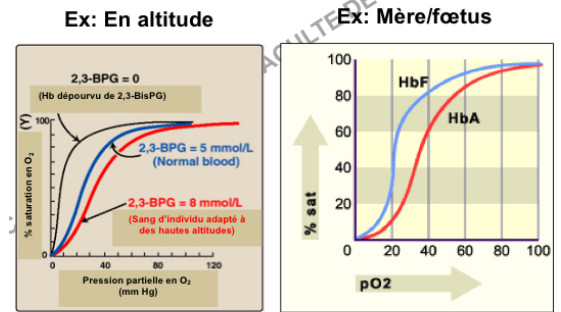 Ex: En altitude
Ex: Mère/fœtus
ACULTE DE
2,3-BPG = 0
(Hb dépourvu de 2,3-BisPG)
100
(Y)
% saturation en O₂
2,3-BPG = 5 mmol/L
(Normal blood)
2,3-BPG = 8 mmol/L
(Sang d'individu adapté à
des hautes altitudes)
0
0 40 80 120
Pression partielle en O₂
(mm Hg)
100
80
60
40
20
0
% sat
HbF
HbA
20 40 60 80 100
pO2